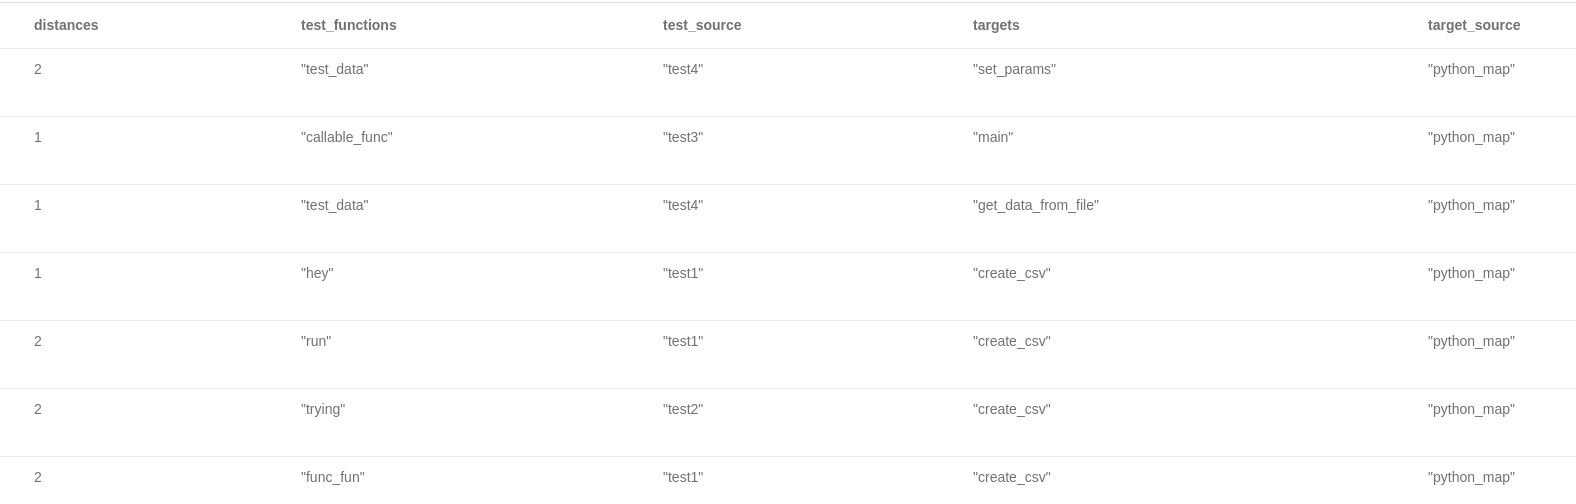 distances test_functions test_source targets target_source
2 "test_data" "test4" "set_params" "python_map"
1 "callable_func" "test3" "main" "python_map"
1 "test_data" "test4" "get_data_from_file" "python_map"
1 "hey" "test1" "create_csv" "python_map"
2 "run" "test1" "create_csv" "python_map"
2 "trying" "test2" "create_csv" "python_map"
2 "func_fun" "test1" "create_csv" "python_map"